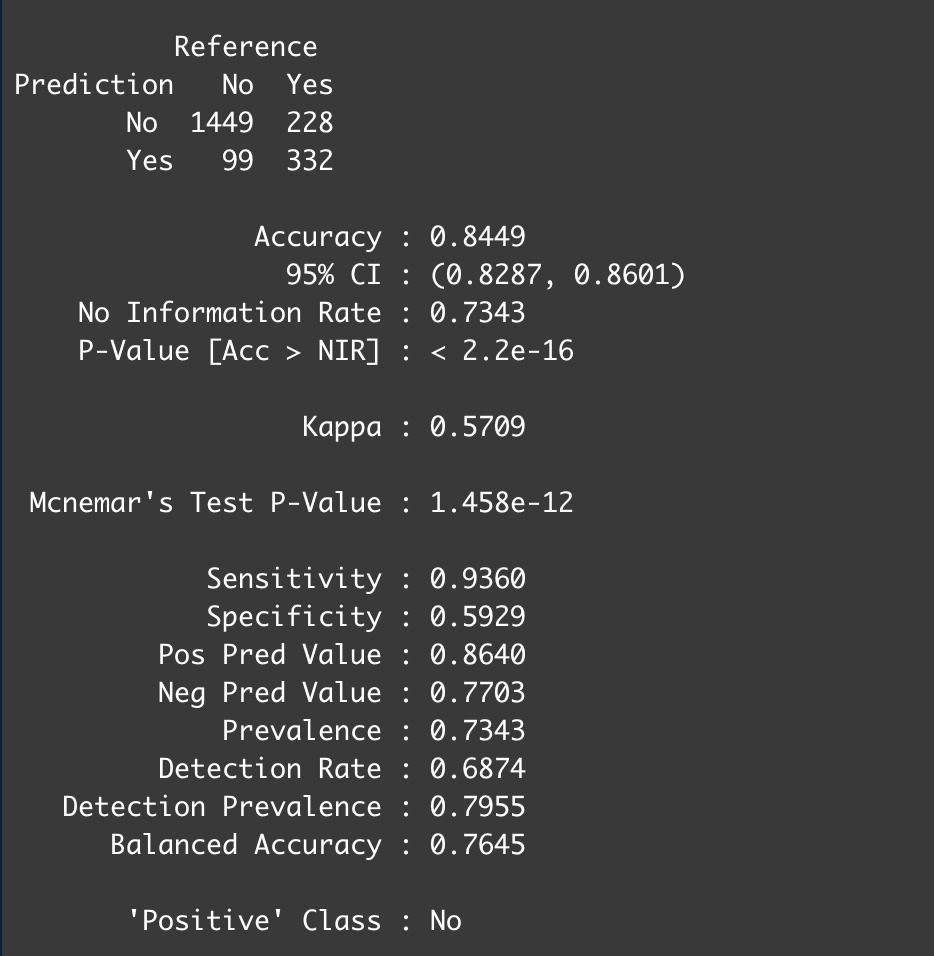 Reference
Prediction No Yes
No 1449 228
Yes 99 332
Accuracy : 0.8449
95% CI : (0.8287, 0.8601)
No Information Rate : 0.7343
P-Value [Acc > NIR] : < 2.2e-16
Kappa : 0.5709
Mcnemar's Test P-Value : 1.458e-12
Sensitivity : 0.9360
Specificity : 0.5929
Pos Pred Value : 0.8640
Neg Pred Value : 0.7703
Prevalence : 0.7343
Detection Rate : 0.6874
Detection Prevalence : 0.7955
Balanced Accuracy : 0.7645
'Positive' Class : No